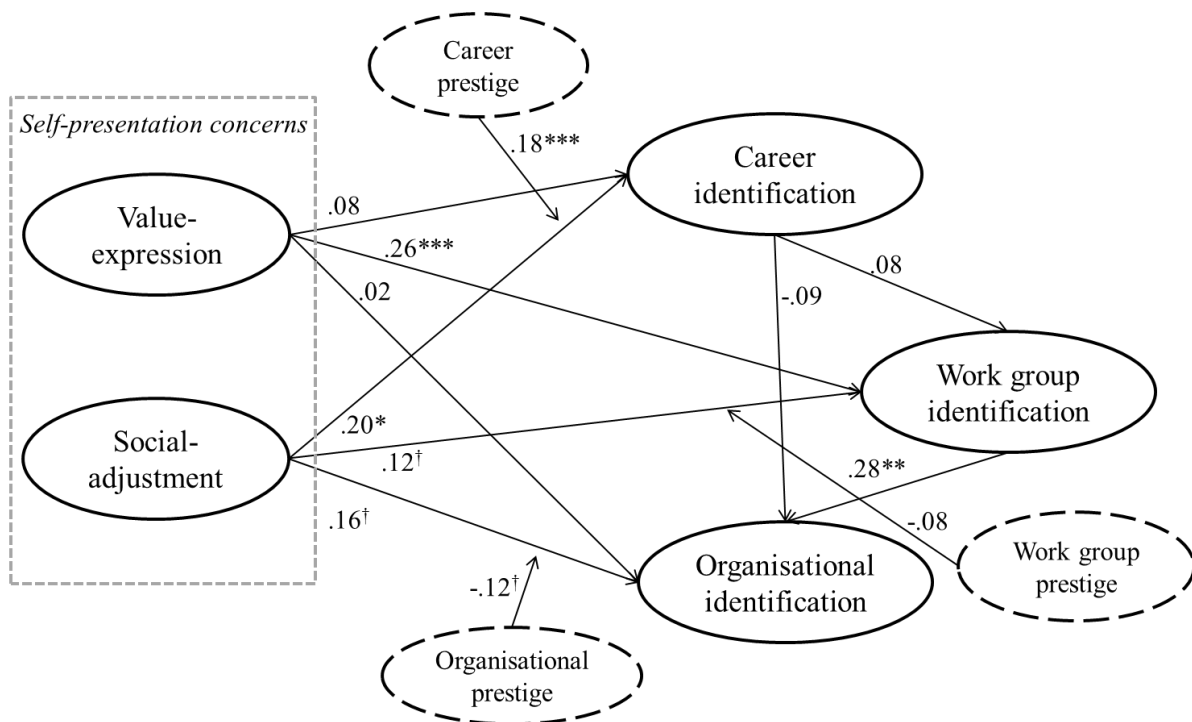 Career
prestige
Self-presentation concerns
.18***
Career
identification
Value-
expression
.08
.26***
.02
.08
-.09
Work group
identification
Social-
adjustment
.20*
.12†
.28**
.16†
-.08
Organisational
identification
Work group
prestige
-.12†
Organisational
prestige